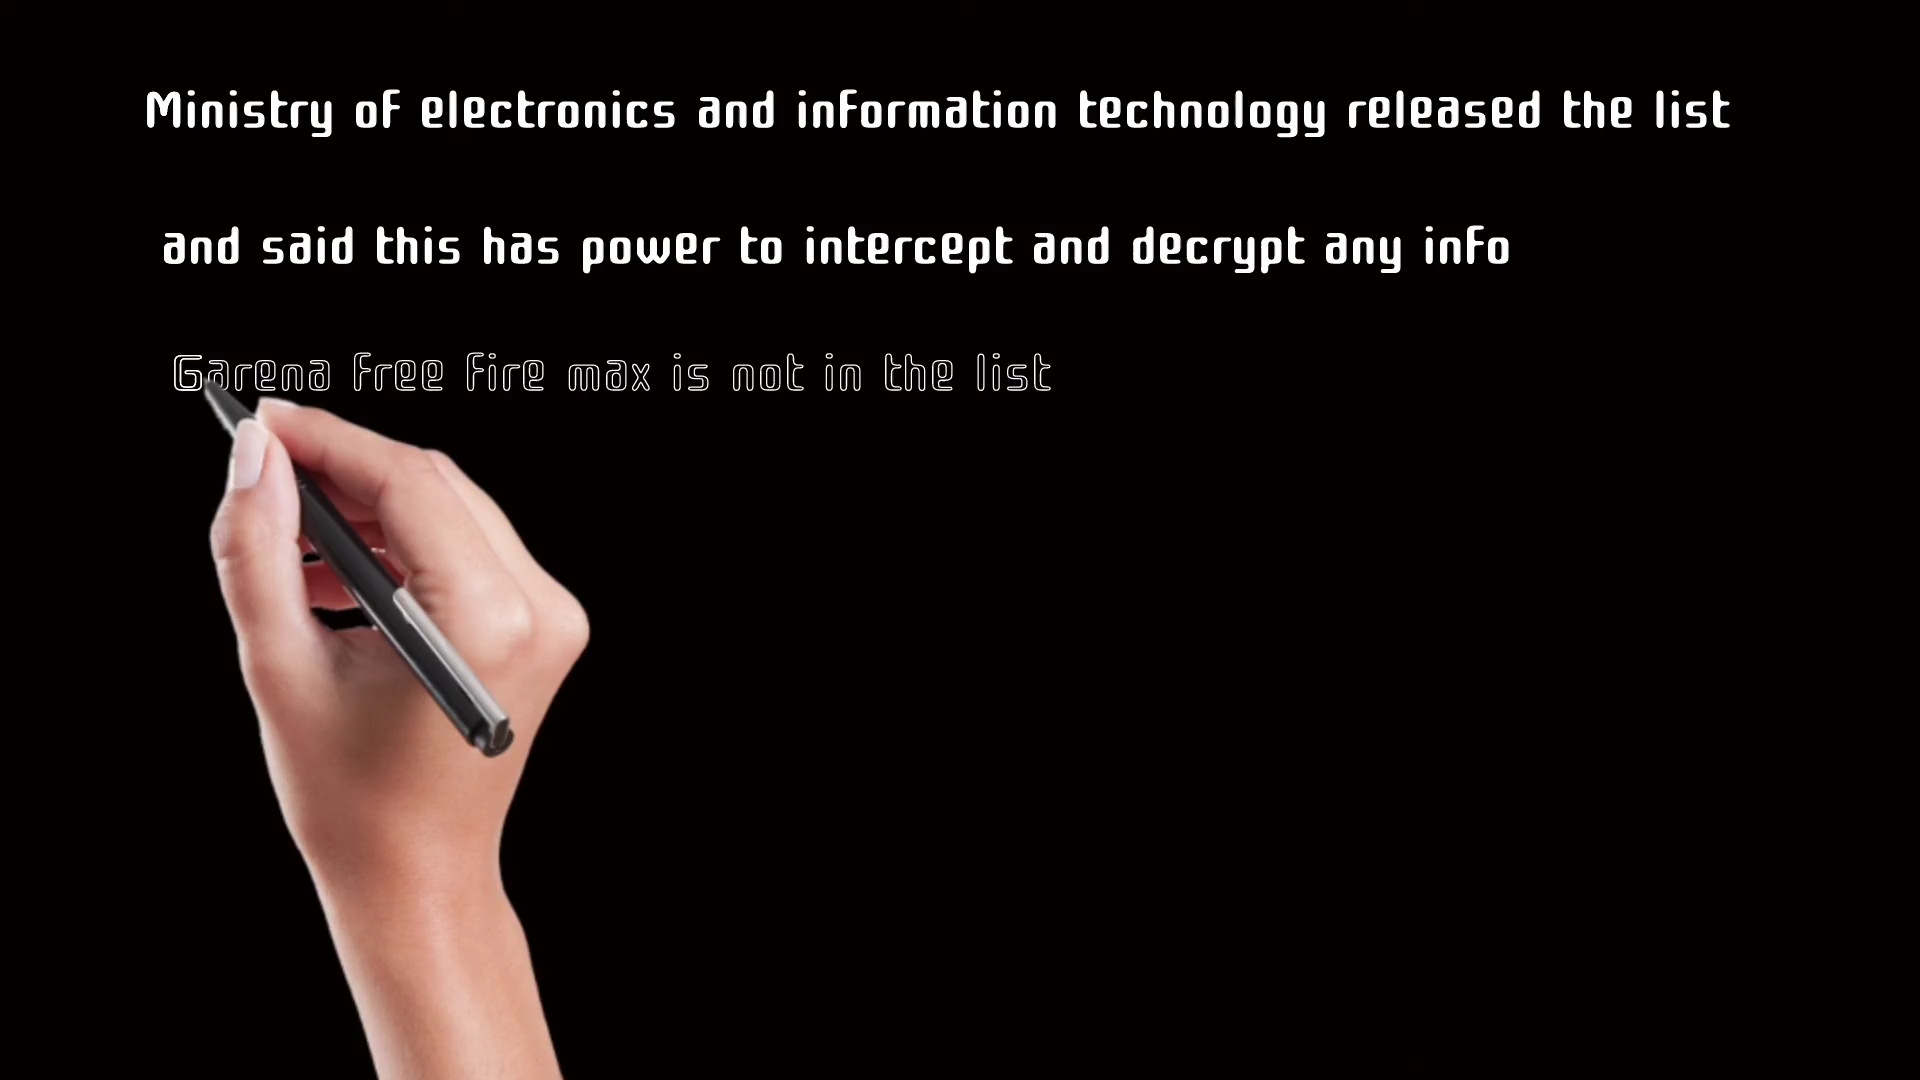 Ministry of electronics and information technology released the list
and said this has power to intercept and decrypt any info
Garena free fire max is not in the list